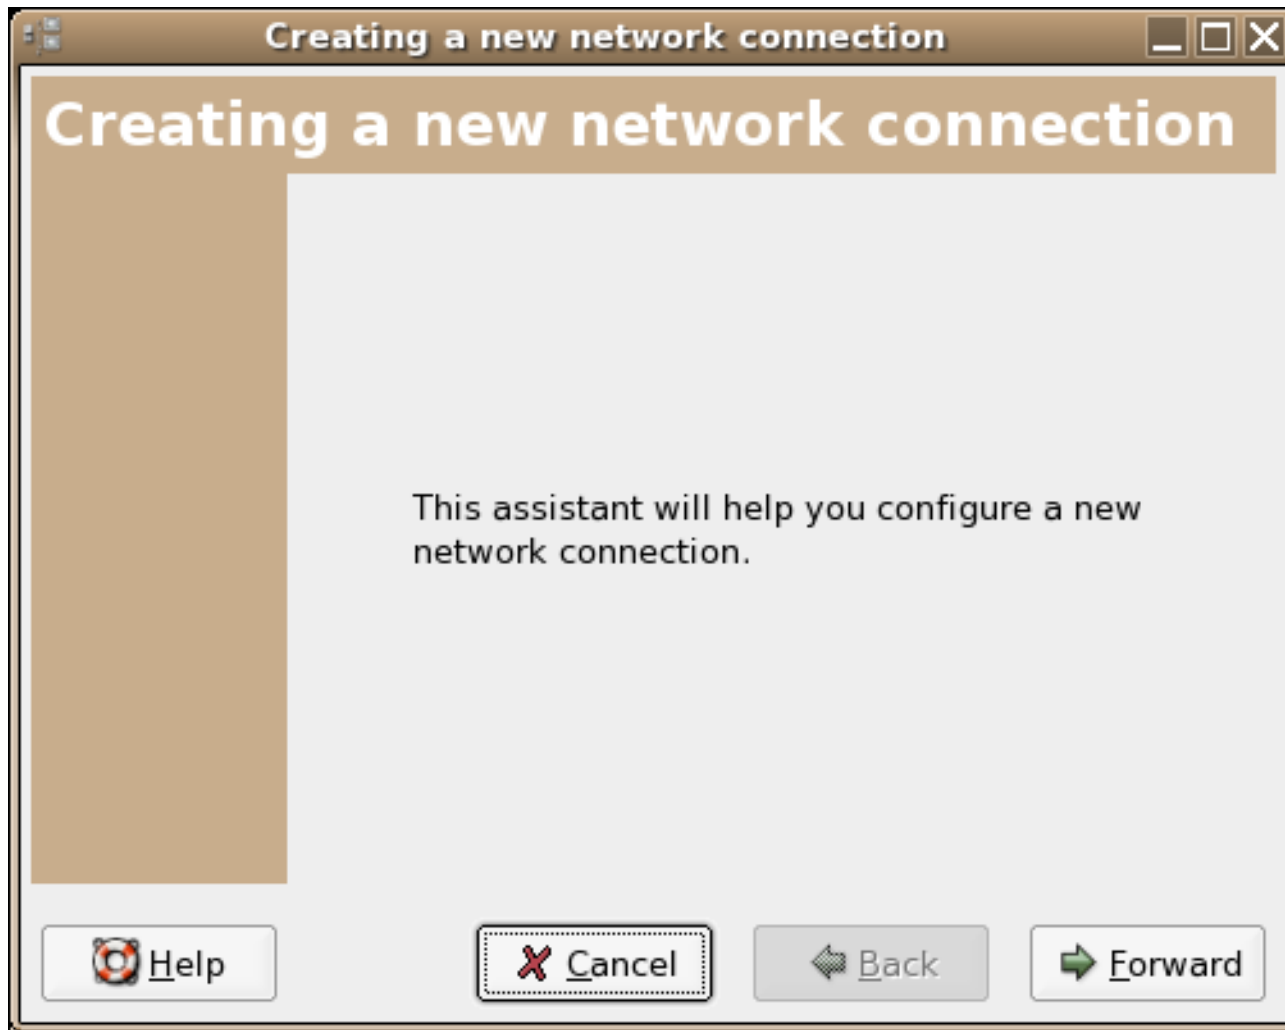 Creating a new network connection
Creating a new network connection
This assistant will help you configure a new
network connection.
Help
Cancel
Back
Forward